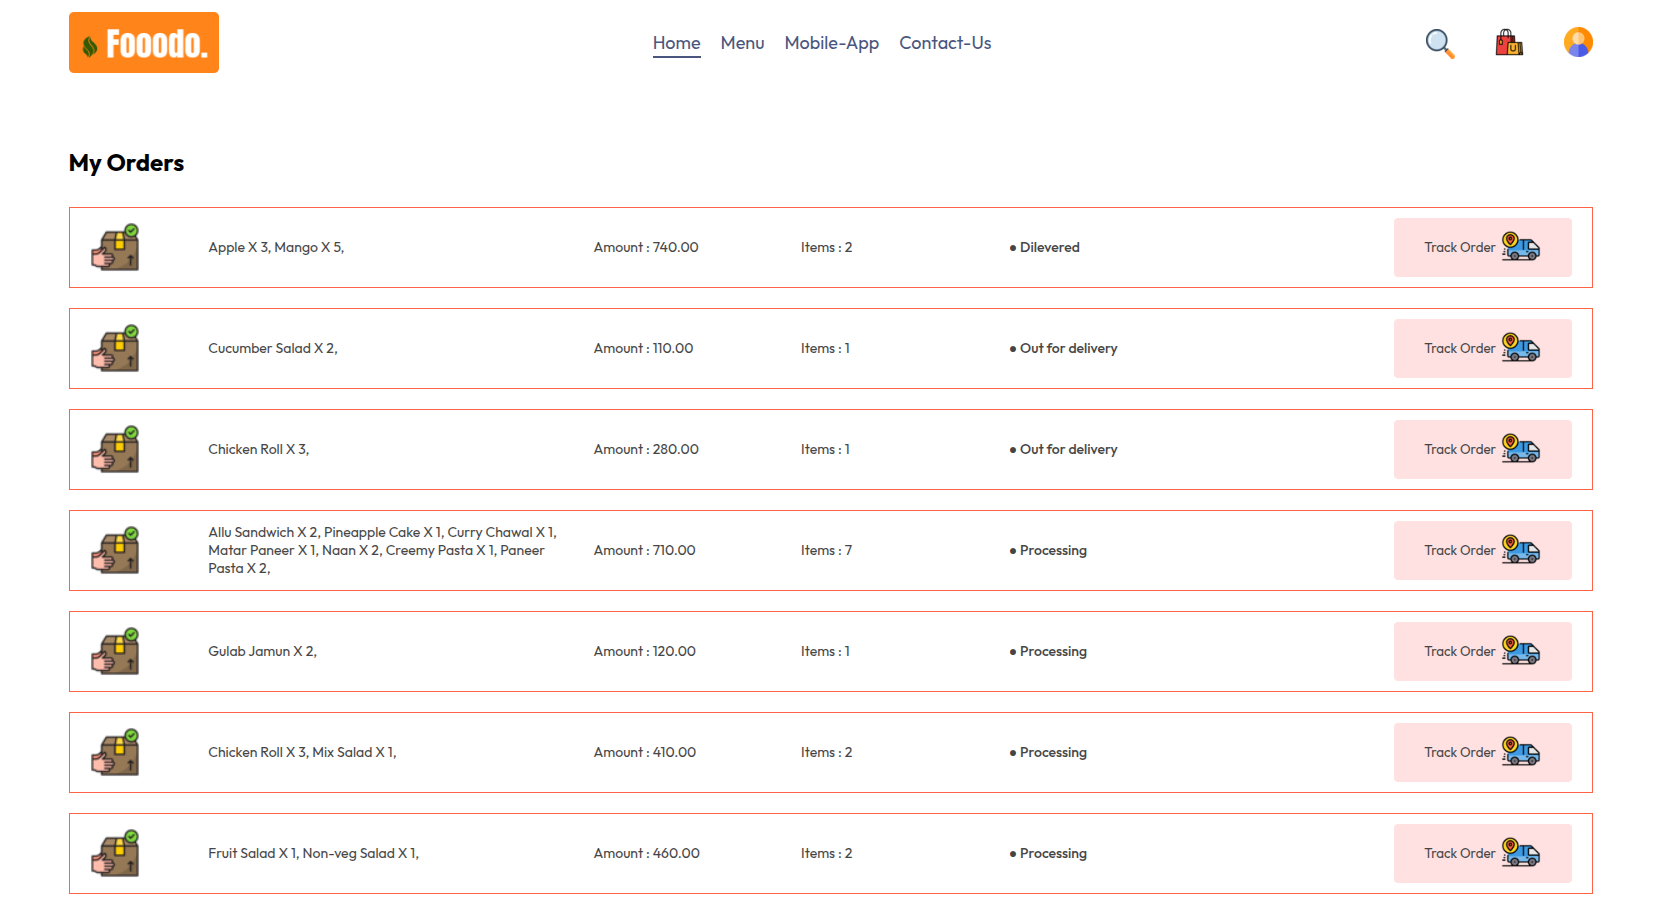 Fooodo.
Home Menu Mobile-App Contact-Us
U
My Orders
Apple X 3, Mango X 5, Amount : 740.00 Items : 2 ● Dilevered Track Order
Cucumber Salad X 2, Amount : 110.00 Items : 1 ● Out for delivery Track Order
Chicken Roll X 3, Amount : 280.00 Items : 1 ● Out for delivery Track Order
Allu Sandwich X 2, Pineapple Cake X 1, Curry Chawal X 1,
Matar Paneer X 1, Naan X 2, Creemy Pasta X 1, Paneer
Pasta X 2,
Amount : 710.00 Items : 7 ● Processing Track Order
Gulab Jamun X 2, Amount : 120.00 Items : 1 ● Processing Track Order
Chicken Roll X 3, Mix Salad X 1, Amount : 410.00 Items : 2 ● Processing Track Order
Fruit Salad X 1, Non-veg Salad X 1, Amount : 460.00 Items : 2 ● Processing Track Order